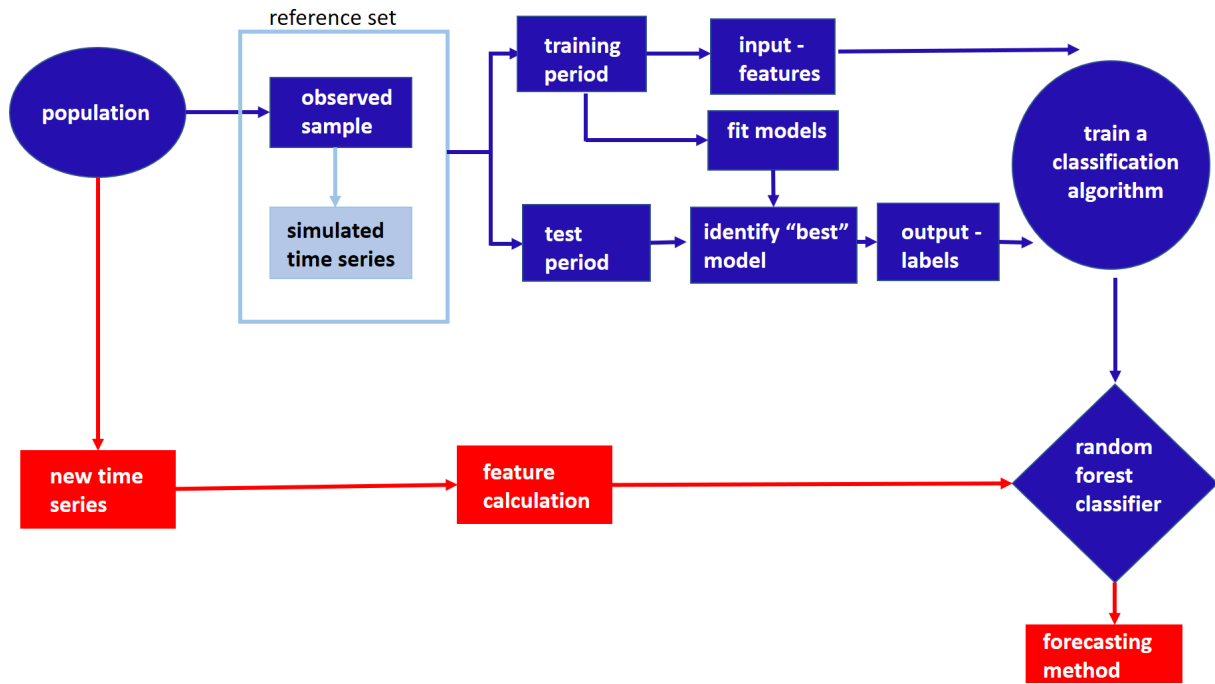 reference set
population
observed
sample
simulated
time series
training
period
input -
features
fit models
test
period
identify “best”
model
output -
labels
train a
classification
algorithm
new time
series
feature
calculation
random
forest
classifier
forecasting
method